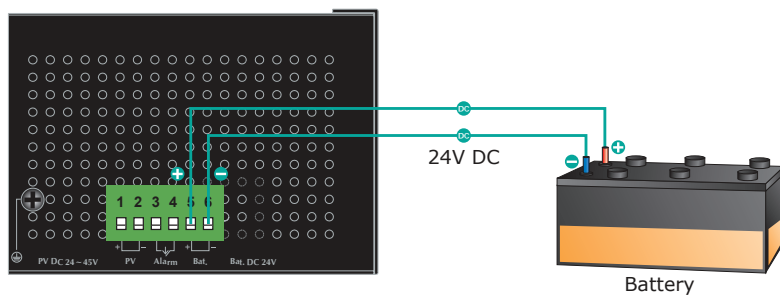 1 2 3 4 5 6
+ − + −
PV DC 24 ~ 45V PV Alarm Bat. Bat. DC 24V
DC
DC
24V DC
+ −
− +
Battery